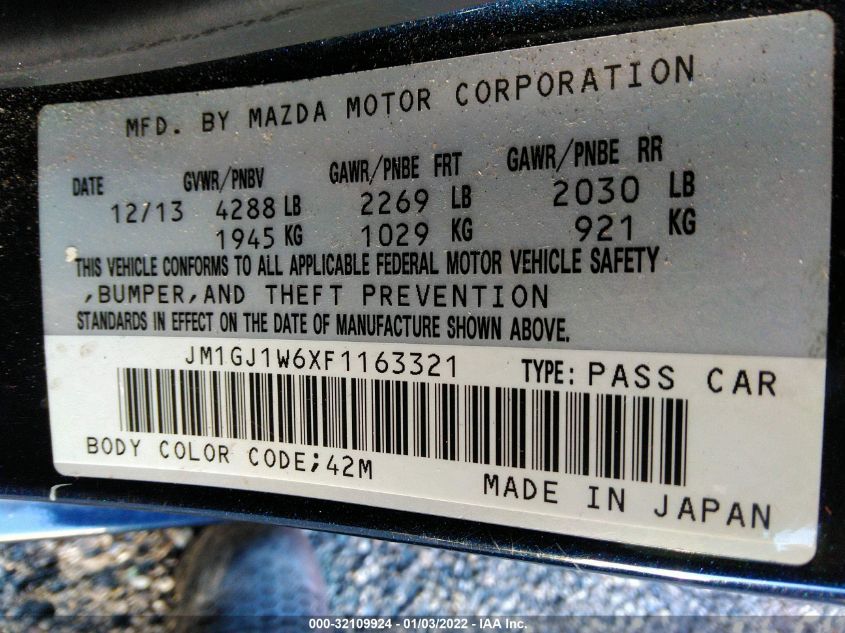 MFD. BY MAZDA MOTOR CORPORATION
DATE GVWR/PNBV GAWR/PNBE FRT GAWR/PNBE RR
12/13 4288 LB 2269 LB 2030 LB
1945 KG 1029 KG 921 KG
THIS VEHICLE CONFORMS TO ALL APPLICABLE FEDERAL MOTOR VEHICLE SAFETY
,BUMPER,AND THEFT PREVENTION
STANDARDS IN EFFECT ON THE DATE OF MANUFACTURE SHOWN ABOVE.
JM1GJ1W6XF1163321 TYPE: PASS CAR
BODY COLOR CODE;42M
MADE IN JAPAN
000-32109924 - 01/03/2022 - IAA Inc.